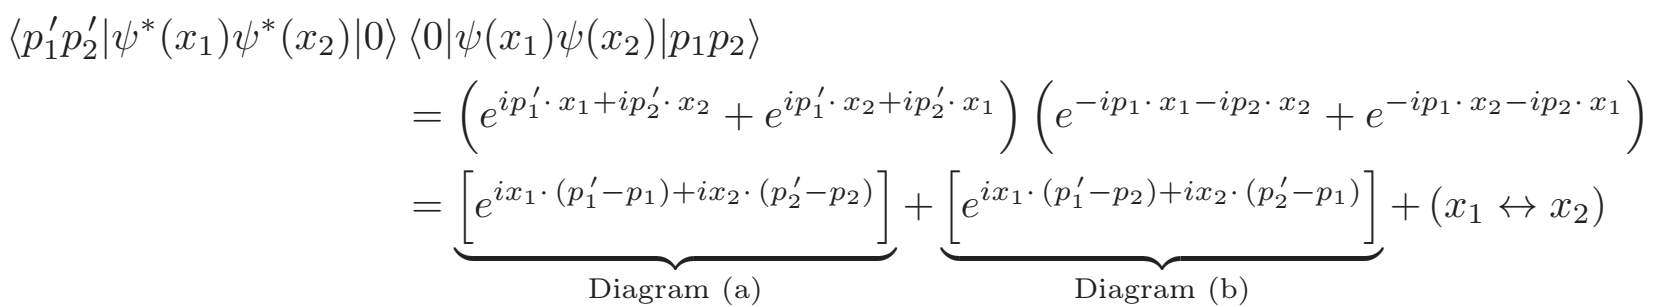 ⟨p′₁p′₂|ψ*(x₁)ψ*(x₂)|0⟩ ⟨0|ψ(x₁)ψ(x₂)|p₁p₂⟩
= (e^{ip′₁·x₁+ip′₂·x₂} + e^{ip′₁·x₂+ip′₂·x₁}) (e^{−ip₁·x₁−ip₂·x₂} + e^{−ip₁·x₂−ip₂·x₁})
= [e^{ix₁·(p′₁−p₁)+ix₂·(p′₂−p₂)}] + [e^{ix₁·(p′₁−p₂)+ix₂·(p′₂−p₁)}] + (x₁ ↔ x₂)
Diagram (a) Diagram (b)